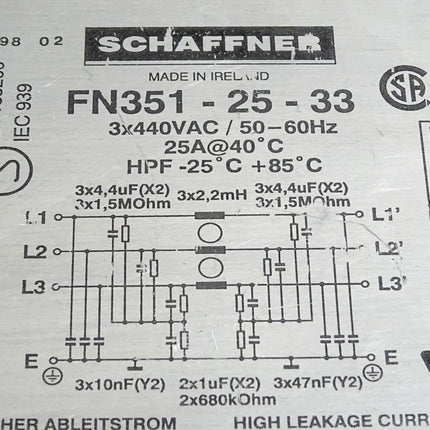 98 02
SCHAFFNER
MADE IN IRELAND
IEC 939
FN351 - 25 - 33
3x440VAC / 50-60Hz
25A@40°C
HPF -25°C +85°C
3x4,4uF(X2) 3x2,2mH 3x4,4uF(X2)
3x1,5MOhm 3x1,5MOhm
L1 L1'
L2 L2'
L3 L3'
E E
3x10nF(Y2) 2x1uF(X2) 3x47nF(Y2)
2x680kOhm
HER ABLEITSTROM HIGH LEAKAGE CURR